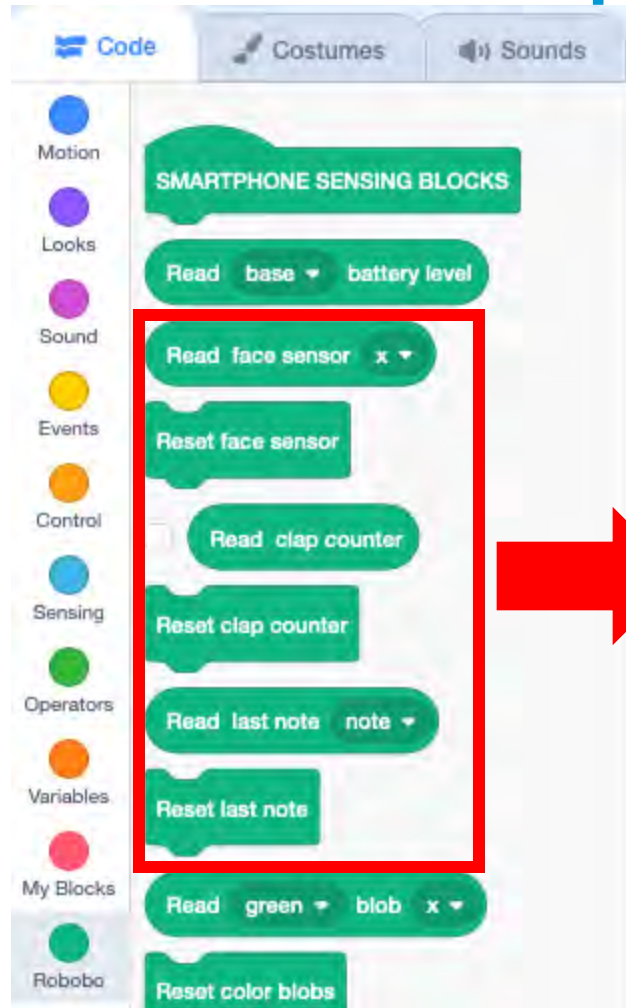 Code
Costumes
Sounds
Motion
Looks
Sound
Events
Control
Sensing
Operators
Variables
My Blocks
Robobo
SMARTPHONE SENSING BLOCKS
Read base battery level
Read face sensor x
Reset face sensor
Read clap counter
Reset clap counter
Read last note note
Reset last note
Read green blob x
Reset color blobs